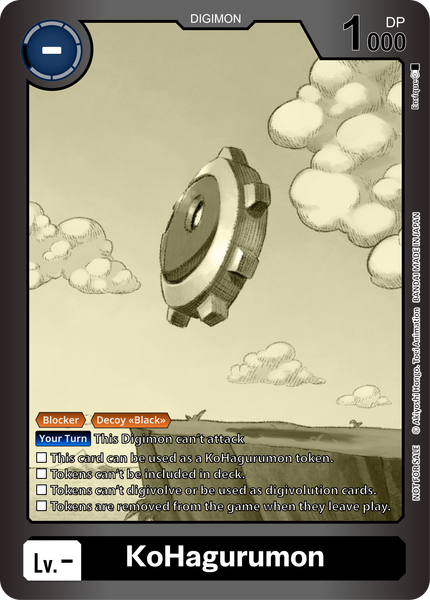 DIGIMON
-
DP
1000
Blocker Decoy «Black»
Your Turn This Digimon can't attack
This card can be used as a KoHagurumon token.
Tokens can't be included in deck.
Tokens can't digivolve or be used as digivolution cards.
Tokens are removed from the game when they leave play.
NOT FOR SALE © Akiyoshi Hongo, Toei Animation BANDAI MADE IN JAPAN
Lv.-
KoHagurumon